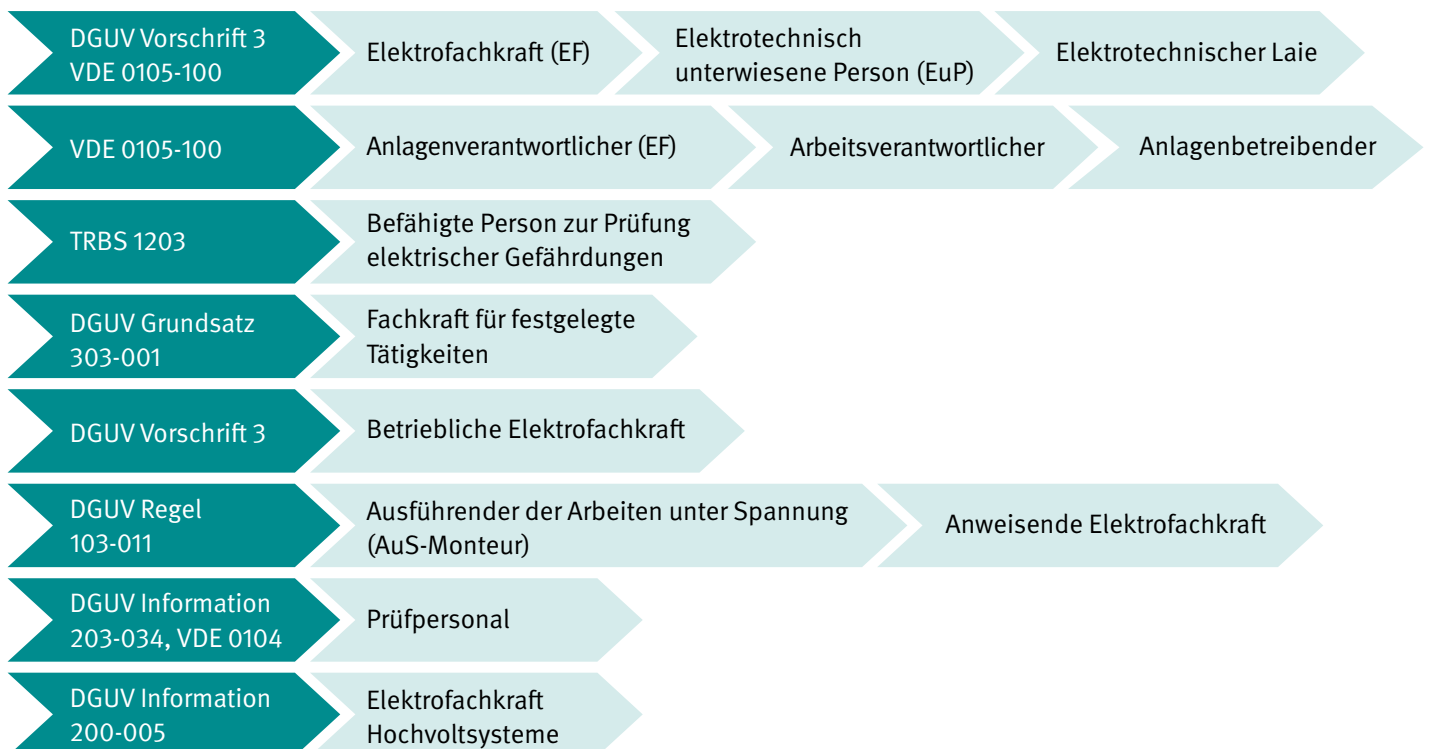 DGUV Vorschrift 3
VDE 0105-100
Elektrofachkraft (EF)
Elektrotechnisch
unterwiesene Person (EuP)
Elektrotechnischer Laie
VDE 0105-100
Anlagenverantwortlicher (EF)
Arbeitsverantwortlicher
Anlagenbetreibender
TRBS 1203
Befähigte Person zur Prüfung
elektrischer Gefährdungen
DGUV Grundsatz
303-001
Fachkraft für festgelegte
Tätigkeiten
DGUV Vorschrift 3
Betriebliche Elektrofachkraft
DGUV Regel
103-011
Ausführender der Arbeiten unter Spannung
(AuS-Monteur)
Anweisende Elektrofachkraft
DGUV Information
203-034, VDE 0104
Prüfpersonal
DGUV Information
200-005
Elektrofachkraft
Hochvoltsysteme